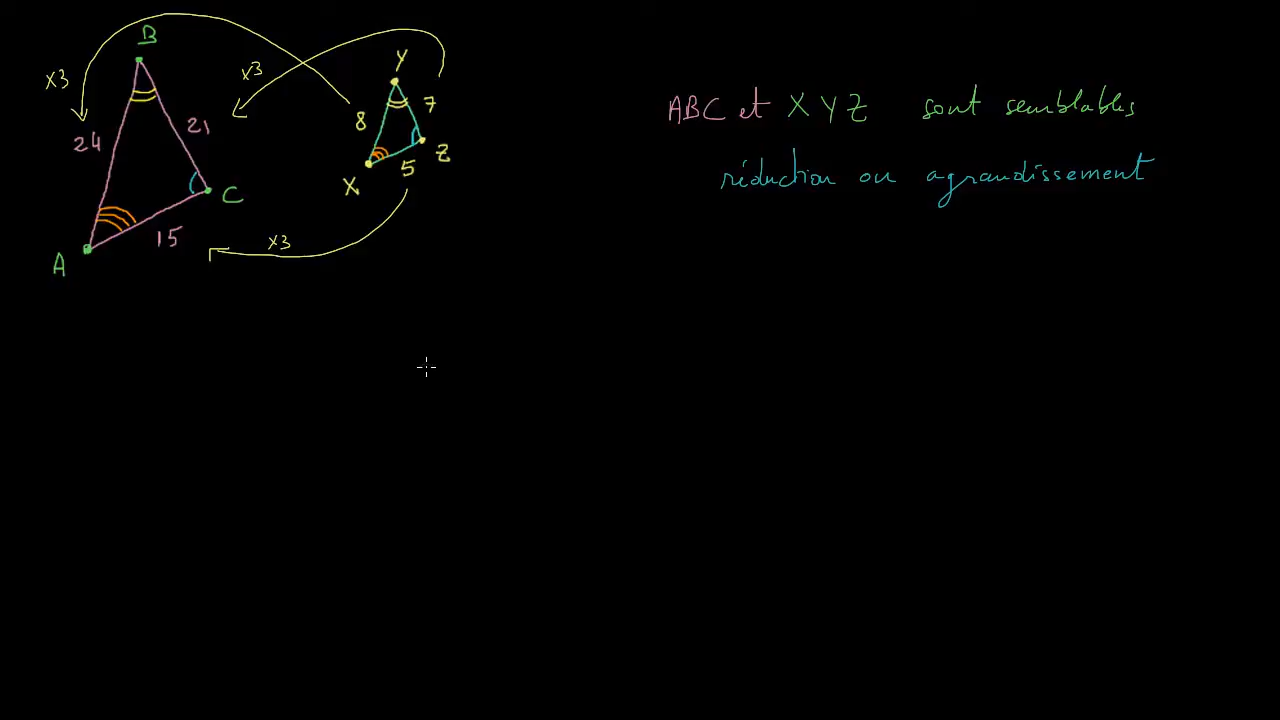 B
Y
x3
x3
24
21
8
7
Z
C
X
5
15
x3
A
ABC et XYZ sont semblables
réduction ou agrandissement